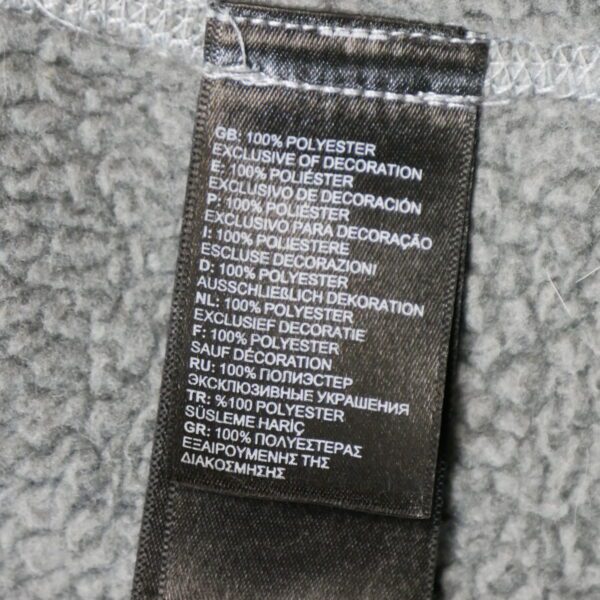 GB: 100% POLYESTER
EXCLUSIVE OF DECORATION
E: 100% POLIÉSTER
EXCLUSIVO DE DECORACIÓN
P: 100% POLIÉSTER
EXCLUSIVO PARA DECORAÇÃO
I: 100% POLIESTERE
ESCLUSE DECORAZIONI
D: 100% POLYESTER
AUSSCHLIEßLICH DEKORATION
NL: 100% POLYESTER
EXCLUSIEF DECORATIE
F: 100% POLYESTER
SAUF DÉCORATION
RU: 100% ПОЛИЭСТЕР
ЭКСКЛЮЗИВНЫЕ УКРАШЕНИЯ
TR: %100 POLYESTER
SÜSLEME HARİÇ
GR: 100% ΠΟΛΥΕΣΤΕΡΑΣ
ΕΞΑΙΡΟΥΜΕΝΗΣ ΤΗΣ
ΔΙΑΚΟΣΜΗΣΗΣ